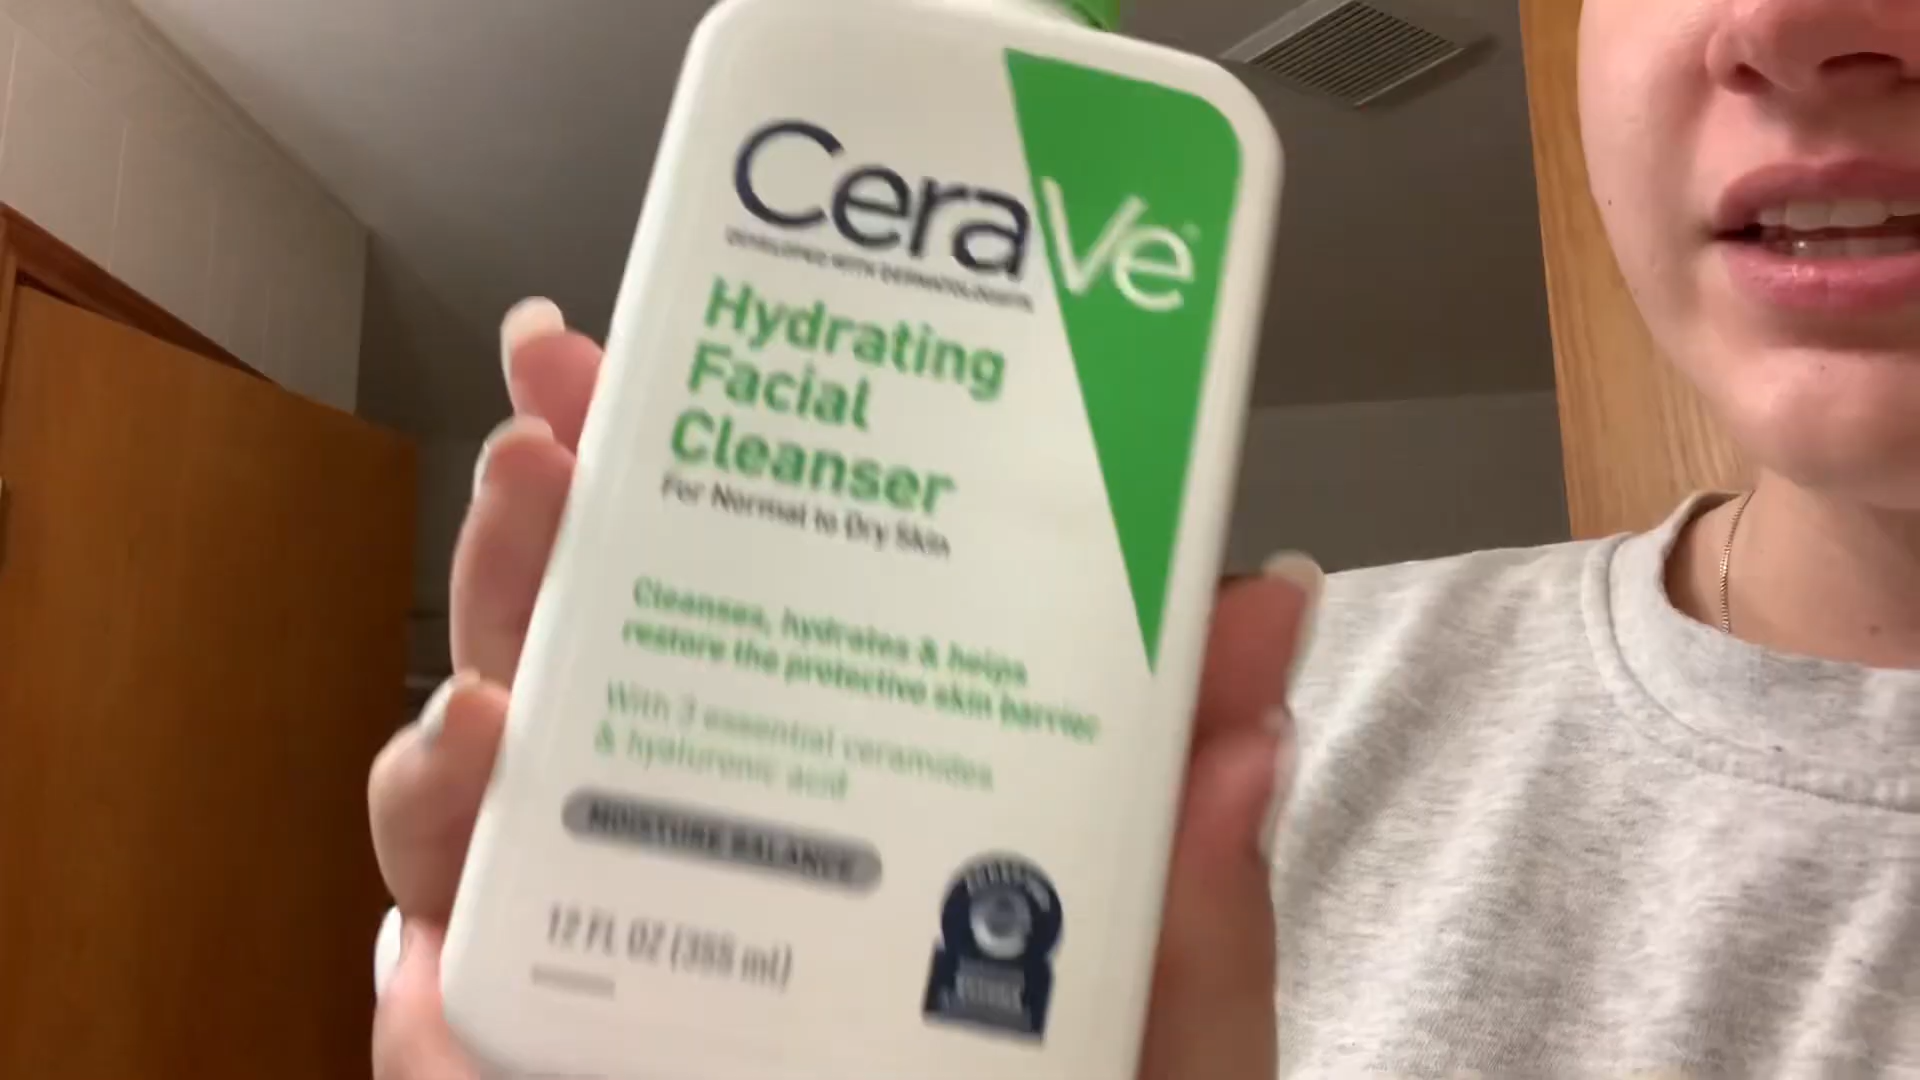 CeraVe
DEVELOPED WITH DERMATOLOGISTS
Hydrating
Facial
Cleanser
For Normal to Dry Skin
Cleanses, hydrates & helps
restore the protective skin barrier
With 3 essential ceramides
& hyaluronic acid
MOISTURE BALANCE
12 FL OZ (355 ml)